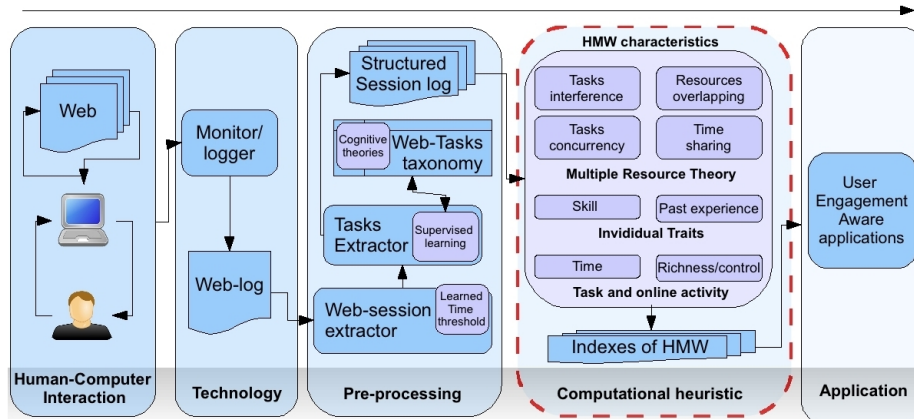 Web
Human-Computer
Interaction
Monitor/
logger
Web-log
Technology
Structured
Session log
Cognitive
theories
Web-Tasks
taxonomy
Tasks
Extractor
Supervised
learning
Web-session
extractor
Learned
Time
threshold
Pre-processing
HMW characteristics
Tasks
interference
Resources
overlapping
Tasks
concurrency
Time
sharing
Multiple Resource Theory
Skill
Past experience
Invididual Traits
Time
Richness/control
Task and online activity
Indexes of HMW
Computational heuristic
User
Engagement
Aware
applications
Application